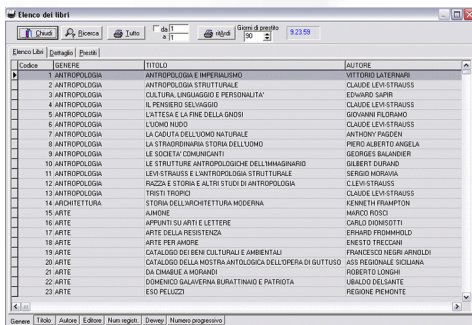 Elenco dei libri
Chiudi Ricerca Tutto da 1 a 1 ritardi Giorni di prestito 90 9.23.59
Elenco Libri Dettaglio Prestiti
Codice GENERE TITOLO AUTORE
1 ANTROPOLOGIA ANTROPOLOGIA E IMPERIALISMO VITTORIO LATERNARI
2 ANTROPOLOGIA ANTROPOLOGIA STRUTTURALE CLAUDE LEVI-STRAUSS
3 ANTROPOLOGIA CULTURA, LINGUAGGIO E PERSONALITA' EDWARD SAPIR
4 ANTROPOLOGIA IL PENSIERO SELVAGGIO CLAUDE LEVI-STRAUSS
5 ANTROPOLOGIA L'ATTESA E LA FINE DELLA GNOSI GIOVANNI FILORAMO
6 ANTROPOLOGIA L'UOMO NUDO CLAUDE LEVI-STRAUSS
7 ANTROPOLOGIA LA CADUTA DELL'UOMO NATURALE ANTHONY PAGDEN
8 ANTROPOLOGIA LA STRAORDINARIA STORIA DELL'UOMO PIERO ALBERTO ANGELA
9 ANTROPOLOGIA LE SOCIETA' COMUNICANTI GEORGES BALANDIER
10 ANTROPOLOGIA LE STRUTTURE ANTROPOLOGICHE DELL'IMMAGINARIO GILBERT DURAND
11 ANTROPOLOGIA LEVI-STRAUSS E L'ANTROPOLOGIA STRUTTURALE SERGIO MORAVIA
12 ANTROPOLOGIA RAZZA E STORIA E ALTRI STUDI DI ANTROPOLOGIA C.LEVI-STRAUSS
13 ANTROPOLOGIA TRISTI TROPICI CLAUDE LEVI-STRAUSS
14 ARCHITETTURA STORIA DELL'ARCHITETTURA MODERNA KENNETH FRAMPTON
15 ARTE AJMONE MARCO ROSCI
16 ARTE APPUNTI SU ARTI E LETTERE CARLO DIONISOTTI
17 ARTE ARTE DELLA RESISTENZA ERHARD FROMMHOLD
18 ARTE ARTE PER AMORE ENESTO TRECCANI
19 ARTE CATALOGO DEI BENI CULTURALI E AMBIENTALI FRANCESCO NEGRI ARNOLDI
20 ARTE CATALOGO DELLA MOSTRA ANTOLOGICA DELL'OPERA DI GUTTUSO ASS REGIONALE SICILIANA
21 ARTE DA CIMABUE A MORANDI ROBERTO LONGHI
22 ARTE DOMENICO GALAVERNA BURATTINAIO E PATRIOTA UBALDO DELSANTE
23 ARTE ESO PELUZZI REGIONE PIEMONTE
Genere Titolo Autore Editore Num registr. Dewey Numero progressivo